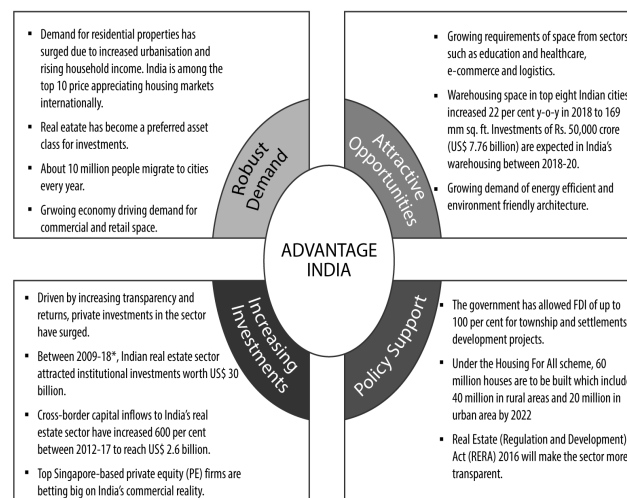 ▪ Demand for residential properties has
surged due to increased urbanisation and
rising household income. India is among the
top 10 price appreciating housing markets
internationally.
▪ Real eatate has become a preferred asset
class for investments.
▪ About 10 million people migrate to cities
every year.
▪ Grwoing economy driving demand for
commercial and retail space.
Robust
Demand
▪ Growing requirements of space from sectors
such as education and healthcare,
e-commerce and logistics.
▪ Warehousing space in top eight Indian cities
increased 22 per cent y-o-y in 2018 to 169
mm sq. ft. Investments of Rs. 50,000 crore
(US$ 7.76 billion) are expected in India's
warehousing between 2018-20.
▪ Growing demand of energy efficient and
environment friendly architecture.
Attractive
Opportunities
ADVANTAGE
INDIA
▪ Driven by increasing transparency and
returns, private investments in the sector
have surged.
▪ Between 2009-18*, Indian real estate sector
attracted institutional investments worth US$ 30
billion.
▪ Cross-border capital inflows to India's real
estate sector have increased 600 per cent
between 2012-17 to reach US$ 2.6 billion.
▪ Top Singapore-based private equity (PE) firms are
betting big on India's commercial reality.
Increasing
Investments
▪ The government has allowed FDI of up to
100 per cent for township and settlements
development projects.
▪ Under the Housing For All scheme, 60
million houses are to be built which include
40 million in rural areas and 20 million in
urban area by 2022
▪ Real Estate (Regulation and Development)
Act (RERA) 2016 will make the sector more
transparent.
Policy Support